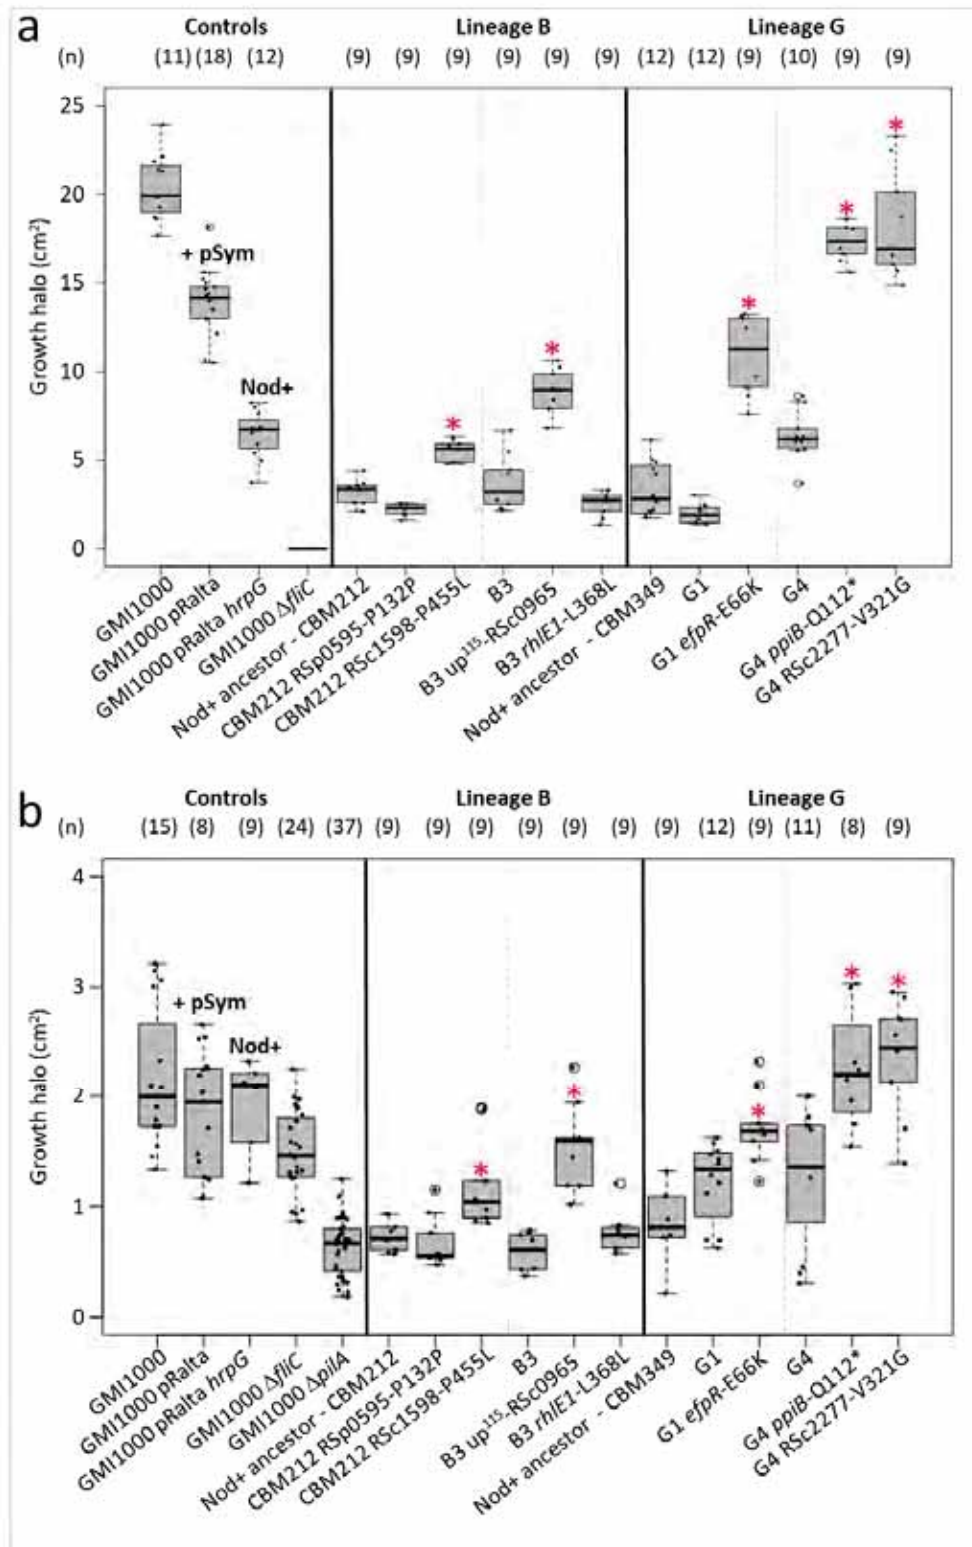 a
Controls Lineage B Lineage G
(n) (11) (18) (12) (9) (9) (9) (9) (9) (9) (12) (12) (9) (10) (9) (9)
Growth halo (cm²)
25
20
15
10
5
0
+ pSym
Nod+
*
*
*
*
*
GMI1000
GMI1000 pRalta
GMI1000 pRalta hrpG
GMI1000 ΔfliC
Nod+ ancestor - CBM212
CBM212 RSp0595-P132P
CBM212 RSc1598-P455L
B3
B3 up¹¹⁵-RSc0965
B3 rhlE1-L368L
Nod+ ancestor - CBM349
G1
G1 efpR-E66K
G4
G4 ppiB-Q112*
G4 RSc2277-V321G
b
Controls Lineage B Lineage G
(n) (15) (8) (9) (24) (37) (9) (9) (9) (9) (9) (9) (9) (12) (9) (11) (8) (9)
Growth halo (cm²)
4
3
2
1
0
+ pSym
Nod+
*
*
*
*
*
GMI1000
GMI1000 pRalta
GMI1000 pRalta hrpG
GMI1000 ΔfliC
GMI1000 ΔpilA
Nod+ ancestor - CBM212
CBM212 RSp0595-P132P
CBM212 RSc1598-P455L
B3
B3 up¹¹⁵-RSc0965
B3 rhlE1-L368L
Nod+ ancestor - CBM349
G1
G1 efpR-E66K
G4
G4 ppiB-Q112*
G4 RSc2277-V321G